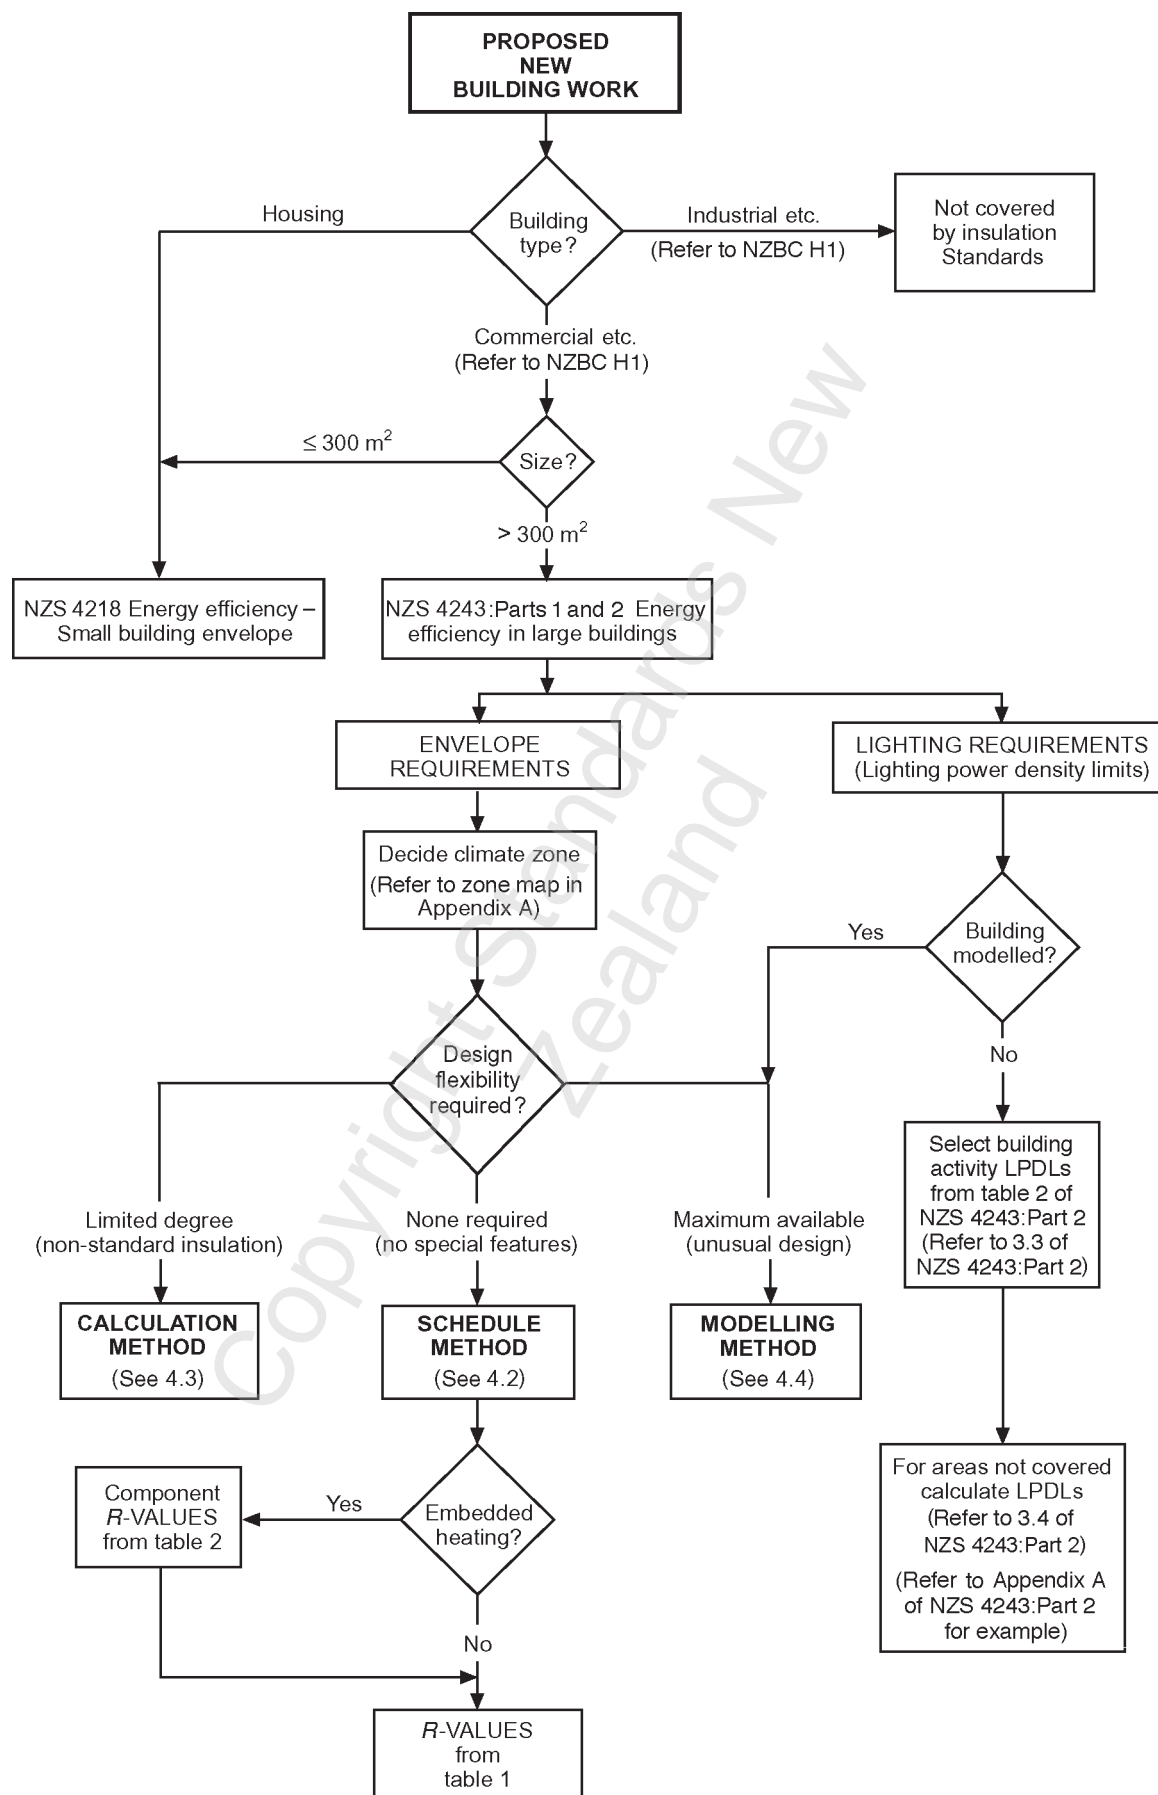 PROPOSED
NEW
BUILDING WORK
Housing
Building
type?
Industrial etc.
(Refer to NZBC H1)
Not covered
by insulation
Standards
Commercial etc.
(Refer to NZBC H1)
≤ 300 m²
Size?
> 300 m²
NZS 4218 Energy efficiency –
Small building envelope
NZS 4243:Parts 1 and 2 Energy
efficiency in large buildings
ENVELOPE
REQUIREMENTS
LIGHTING REQUIREMENTS
(Lighting power density limits)
Decide climate zone
(Refer to zone map in
Appendix A)
Yes
Building
modelled?
No
Design
flexibility
required?
Limited degree
(non-standard insulation)
None required
(no special features)
Maximum available
(unusual design)
Select building
activity LPDLs
from table 2 of
NZS 4243:Part 2
(Refer to 3.3 of
NZS 4243:Part 2)
CALCULATION
METHOD
(See 4.3)
SCHEDULE
METHOD
(See 4.2)
MODELLING
METHOD
(See 4.4)
Component
R-VALUES
from table 2
Yes
Embedded
heating?
No
For areas not covered
calculate LPDLs
(Refer to 3.4 of
NZS 4243:Part 2)
(Refer to Appendix A
of NZS 4243:Part 2
for example)
R-VALUES
from
table 1
Copyright Standards New
Zealand